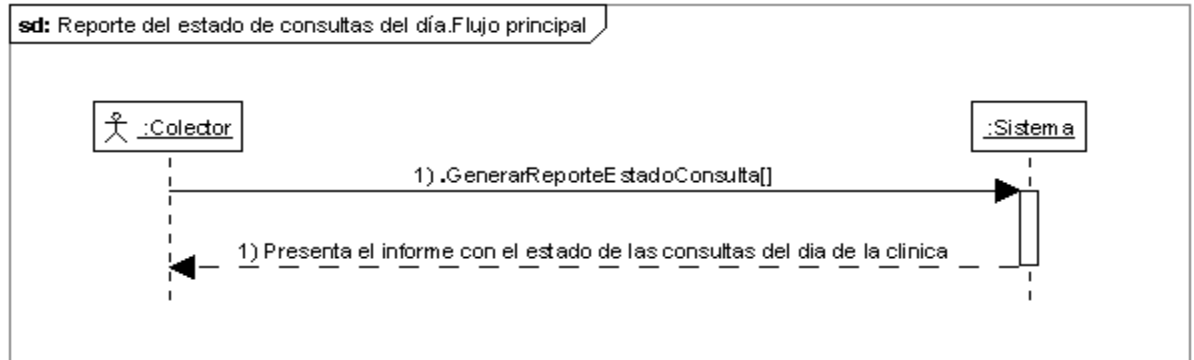 sd: Reporte del estado de consultas del día.Flujo principal
:Colector
:Sistema
1) .GenerarReporteEstadoConsulta[]
1) Presenta el informe con el estado de las consultas del dia de la clinica